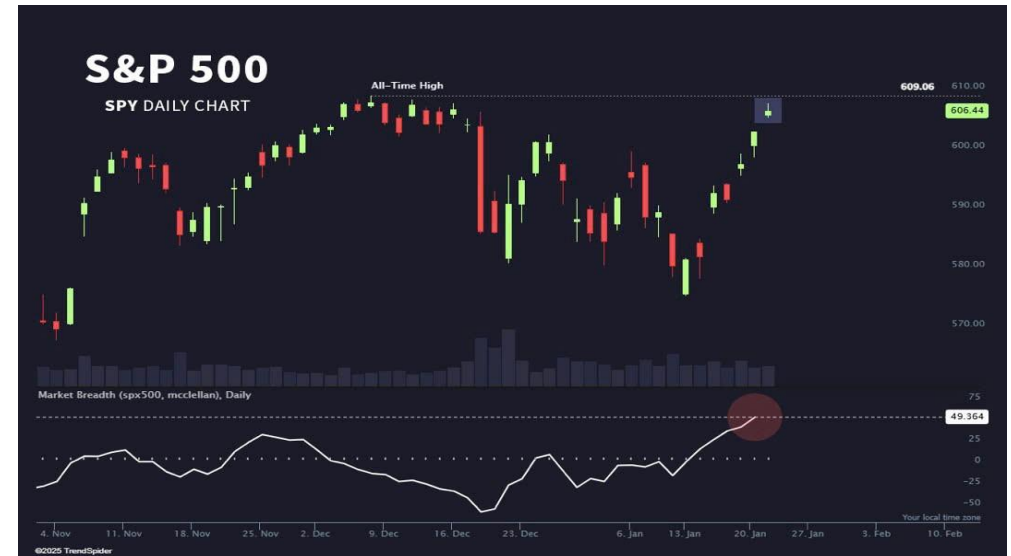 S&P 500
SPY DAILY CHART
All-Time High
609.06
610.00
606.44
600.00
590.00
580.00
570.00
Market Breadth (spx500, mcclellan), Daily
75
49.364
25
0
-25
-50
Your local time zone
4. Nov 11. Nov 18. Nov 25. Nov 2. Dec 9. Dec 16. Dec 23. Dec 6. Jan 13. Jan 20. Jan 27. Jan 3. Feb 10. Feb
©2025 TrendSpider